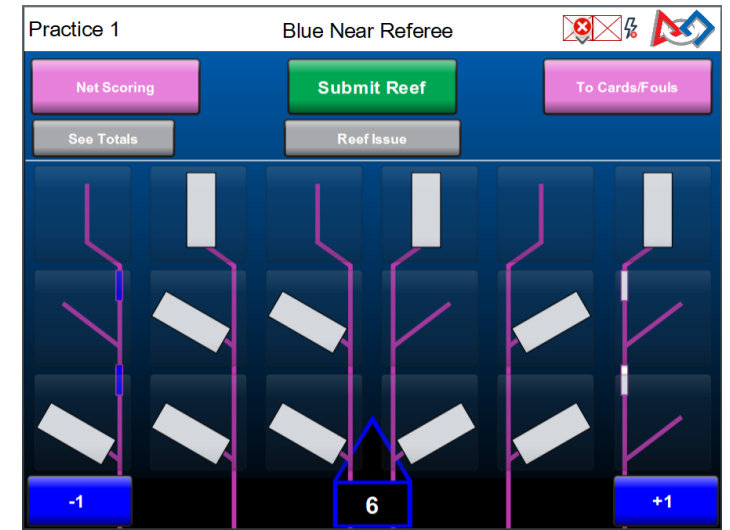 Practice 1
Blue Near Referee
Net Scoring
Submit Reef
To Cards/Fouls
See Totals
Reef Issue
-1
6
+1